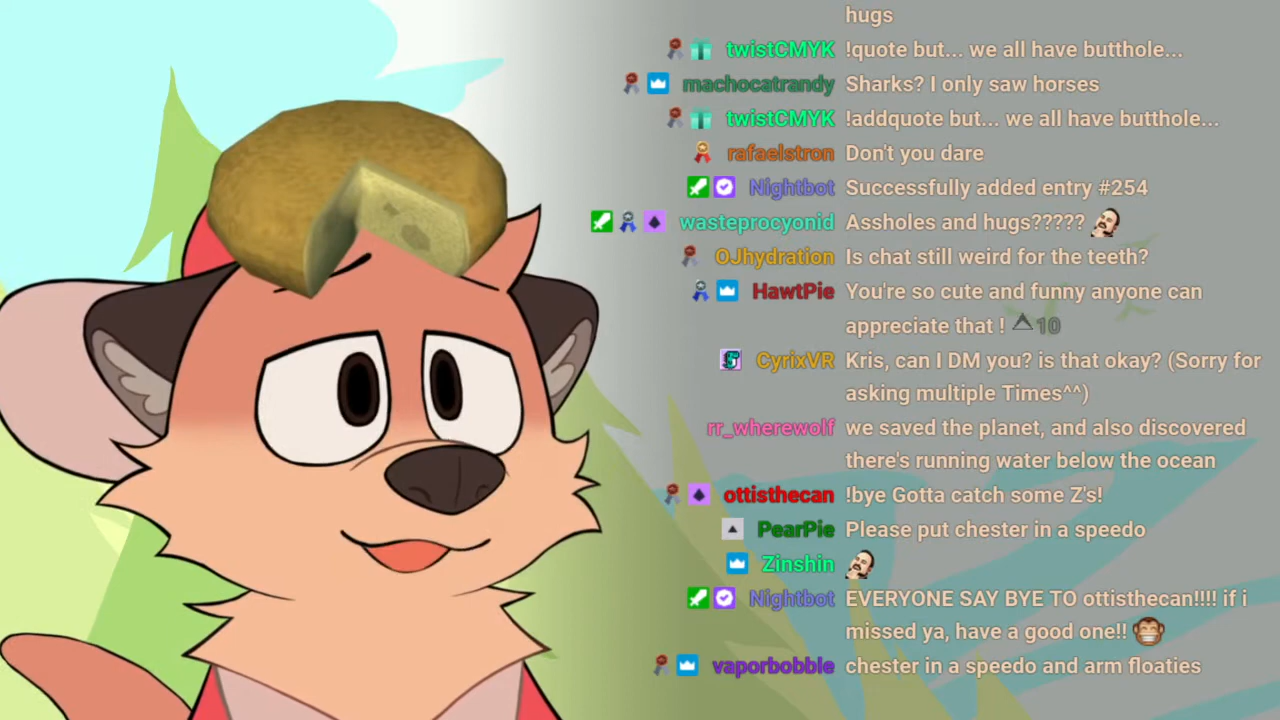 hugs
twistCMYK !quote but... we all have butthole...
machocatrandy Sharks? I only saw horses
twistCMYK !addquote but... we all have butthole...
rafaelstron Don't you dare
Nightbot Successfully added entry #254
wasteprocyonid Assholes and hugs?????
OJhydration Is chat still weird for the teeth?
HawtPie You're so cute and funny anyone can
appreciate that ! 10
CyrixVR Kris, can I DM you? is that okay? (Sorry for
asking multiple Times^^)
rr_wherewolf we saved the planet, and also discovered
there's running water below the ocean
ottisthecan !bye Gotta catch some Z's!
PearPie Please put chester in a speedo
Zinshin
Nightbot EVERYONE SAY BYE TO ottisthecan!!!! if i
missed ya, have a good one!!
vaporbobble chester in a speedo and arm floaties